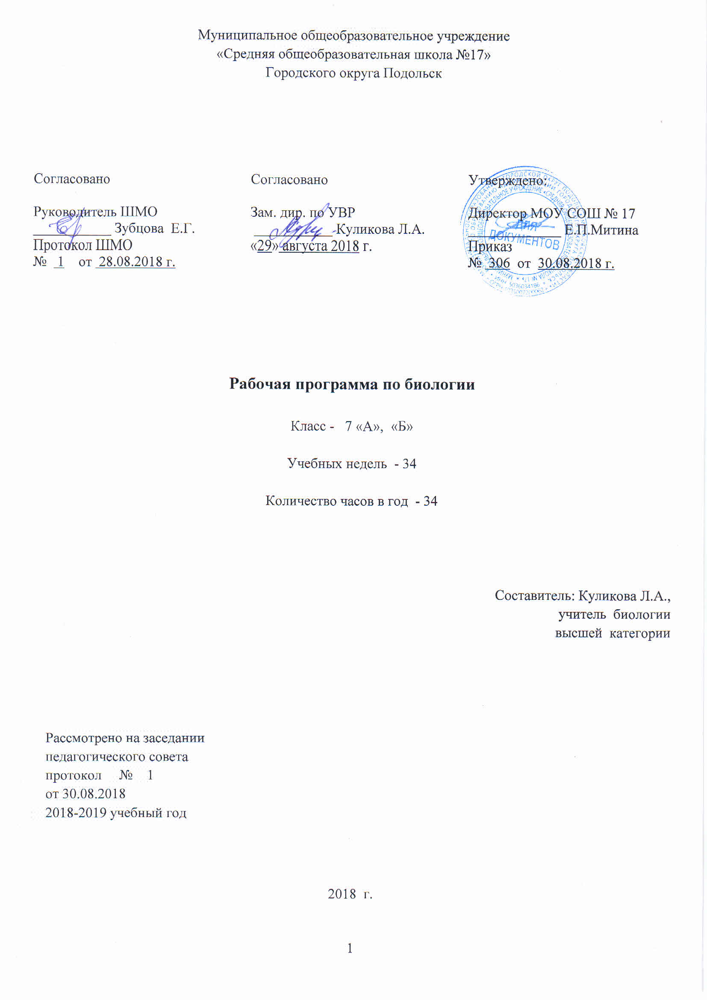 Муниципальное общеобразовательное учреждение
«Средняя общеобразовательная школа №17»
Городского округа Подольск
Согласовано
Руководитель ШМО
____________ Зубцова Е.Г.
Протокол ШМО
№ 1 от 28.08.2018 г.
Согласовано
Зам. дир. по УВР
____________ Куликова Л.А.
«29» августа 2018 г.
Утверждено:
Директор МОУ СОШ № 17
______________ Е.П.Митина
Приказ
№ 306 от 30.08.2018 г.
ДЛЯ
ДОКУМЕНТОВ
ИНН 5036034186
Рабочая программа по биологии
Класс - 7 «А», «Б»
Учебных недель - 34
Количество часов в год - 34
Составитель: Куликова Л.А.,
учитель биологии
высшей категории
Рассмотрено на заседании
педагогического совета
протокол № 1
от 30.08.2018
2018-2019 учебный год
2018 г.
1